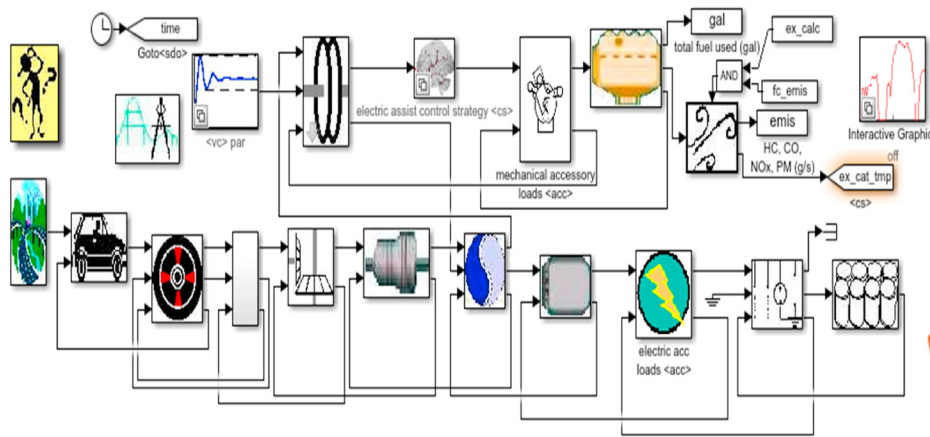 time
Goto<sdo>
gal
total fuel used (gal)
ex_calc
AND
fc_emis
<vc> par
electric assist control strategy <cs>
emis
HC, CO,
NOx, PM (g/s)
Interactive Graphic
off
mechanical accessory
loads <acc>
ex_cat_tmp
<cs>
electric acc
loads <acc>